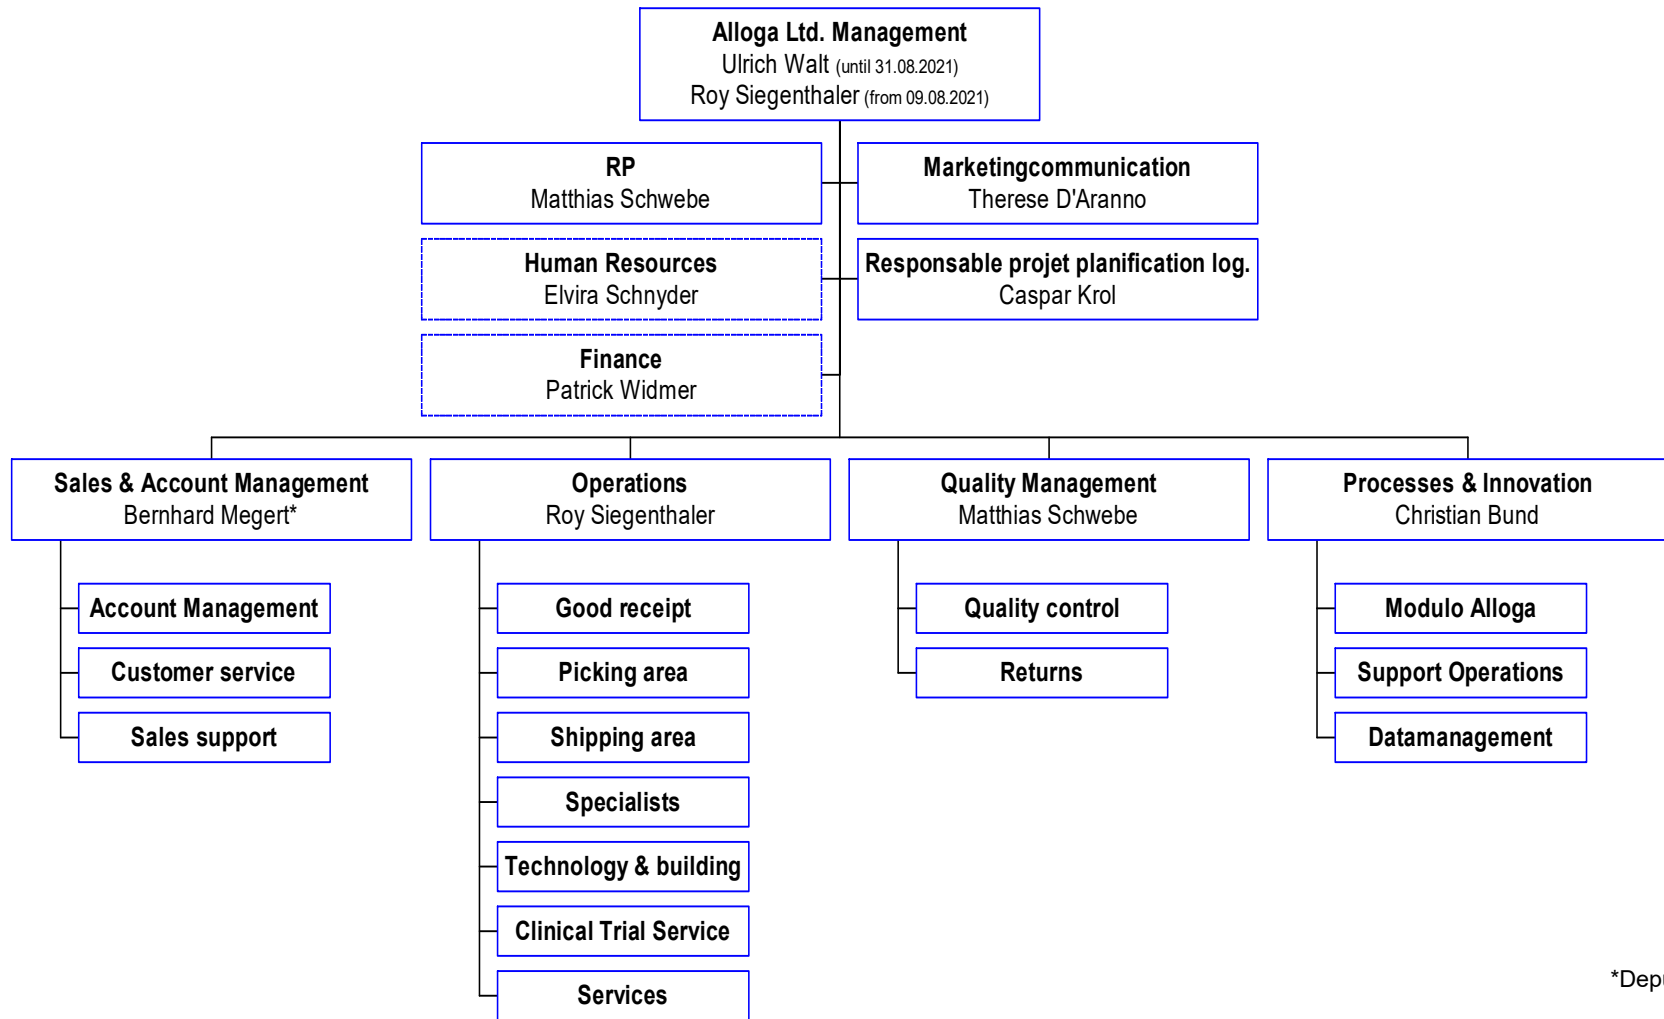 Alloga Ltd. Management
Ulrich Walt (until 31.08.2021)
Roy Siegenthaler (from 09.08.2021)
RP
Matthias Schwebe
Marketingcommunication
Therese D'Aranno
Human Resources
Elvira Schnyder
Responsable projet planification log.
Caspar Krol
Finance
Patrick Widmer
Sales & Account Management
Bernhard Megert*
Operations
Roy Siegenthaler
Quality Management
Matthias Schwebe
Processes & Innovation
Christian Bund
Account Management
Customer service
Sales support
Good receipt
Picking area
Shipping area
Specialists
Technology & building
Clinical Trial Service
Services
Quality control
Returns
Modulo Alloga
Support Operations
Datamanagement